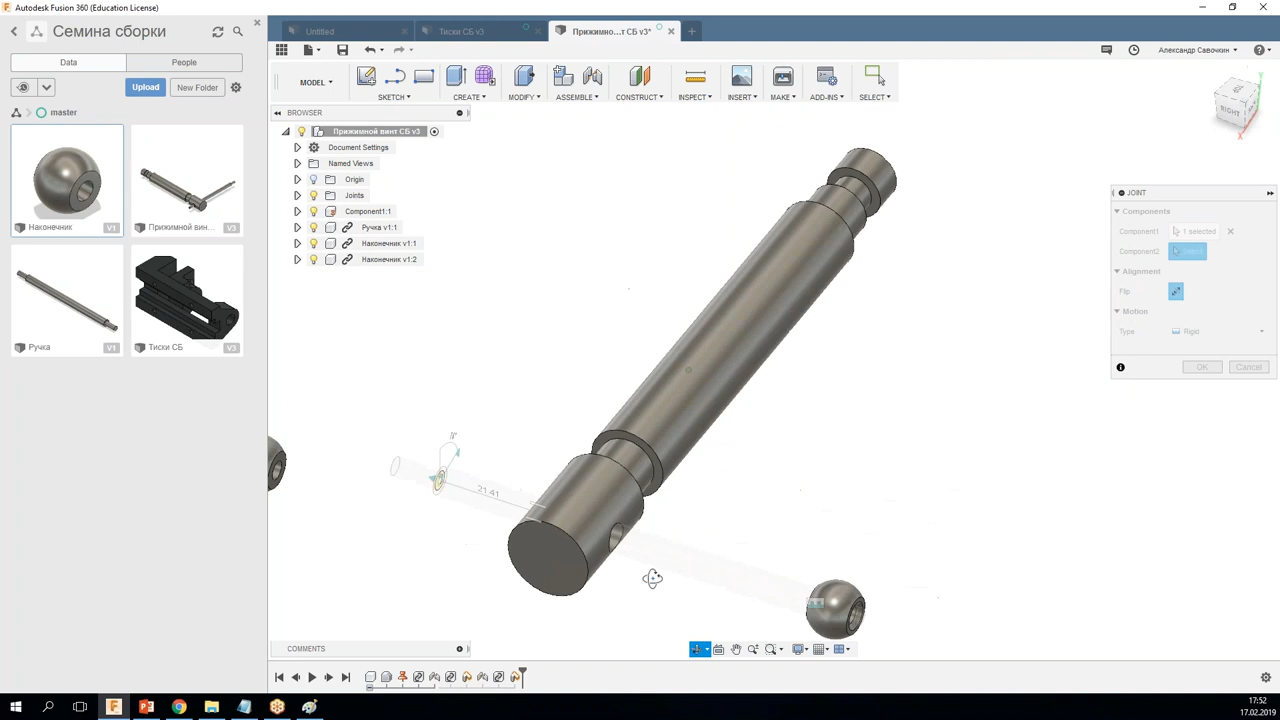 Autodesk Fusion 360 (Education License)
Семина сборки
Data
People
Upload
New Folder
master
Наконечник
V1
Прижимной вин...
V3
Ручка
V1
Тиски СБ
V3
Untitled
Тиски СБ v3
Прижимно...т СБ v3*
Александр Савочкин
MODEL
SKETCH
CREATE
MODIFY
ASSEMBLE
CONSTRUCT
INSPECT
INSERT
MAKE
ADD-INS
SELECT
BROWSER
Прижимной винт СБ v3
Document Settings
Named Views
Origin
Joints
Component1:1
Ручка v1:1
Наконечник v1:1
Наконечник v1:2
RIGHT
JOINT
Components
Component1
1 selected
Component2
Select
Alignment
Flip
Motion
Type
Rigid
OK
Cancel
21.41
COMMENTS
17:52
17.02.2019